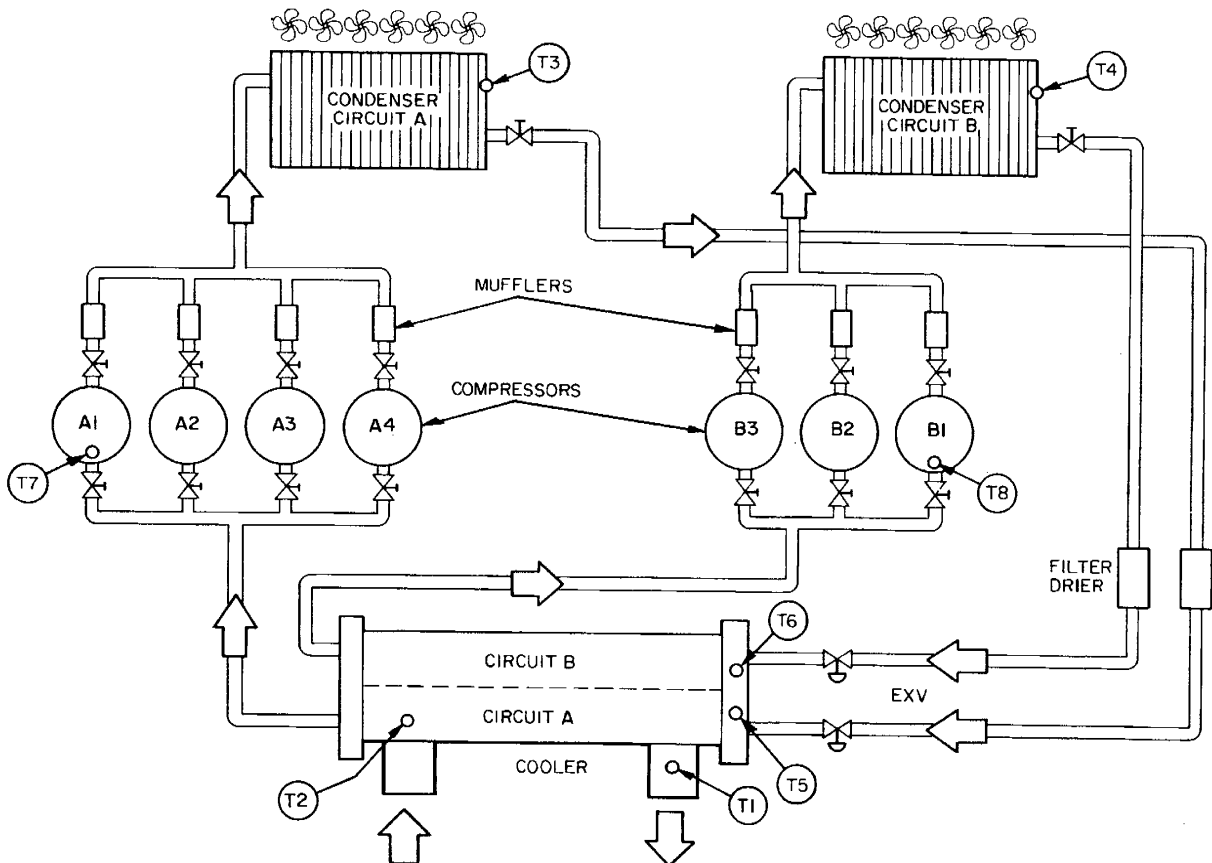 T3
T4
CONDENSER
CIRCUIT A
CONDENSER
CIRCUIT B
MUFFLERS
COMPRESSORS
A1
A2
A3
A4
B3
B2
B1
T7
T8
FILTER
DRIER
T6
CIRCUIT B
CIRCUIT A
EXV
COOLER
T2
T1
T5